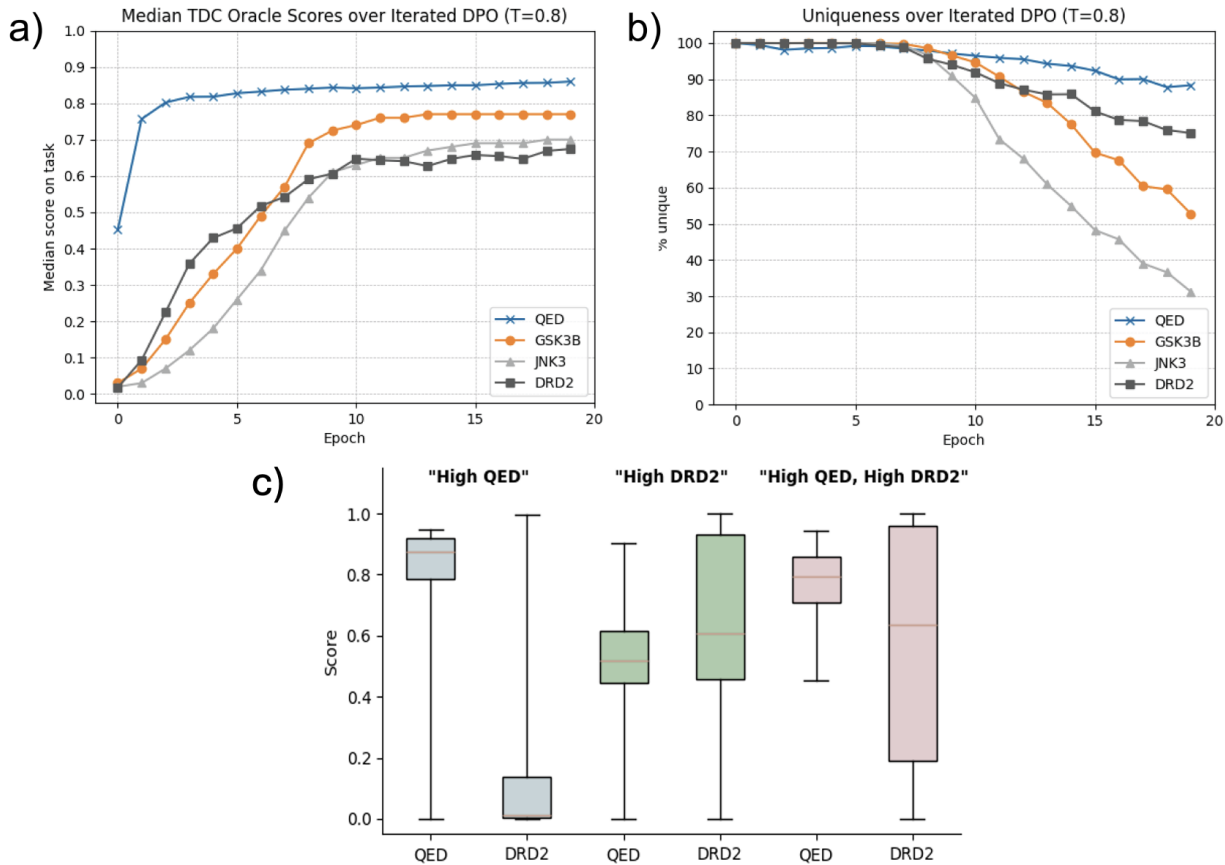 a)
Median TDC Oracle Scores over Iterated DPO (T=0.8)
Median score on task
1.0
0.9
0.8
0.7
0.6
0.5
0.4
0.3
0.2
0.1
0.0
0 5 10 15 20
Epoch
QED
GSK3B
JNK3
DRD2
b)
Uniqueness over Iterated DPO (T=0.8)
% unique
100
90
80
70
60
50
40
30
20
10
0
0 5 10 15 20
Epoch
QED
GSK3B
JNK3
DRD2
c)
"High QED" "High DRD2" "High QED, High DRD2"
Score
1.0
0.8
0.6
0.4
0.2
0.0
QED DRD2 QED DRD2 QED DRD2